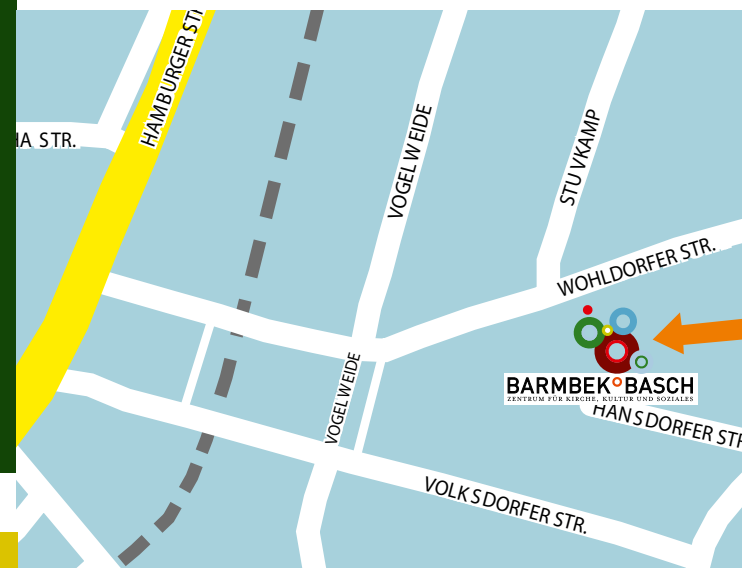 HAMBURGER STR
HA STR.
VOGELWEIDE
STUVKAMP
WOHLDORFER STR.
VOGELWEIDE
BARMBEK°BASCH
ZENTRUM FÜR KIRCHE, KULTUR UND SOZIALES
HANSDORFER STR
VOLKSDORFER STR.